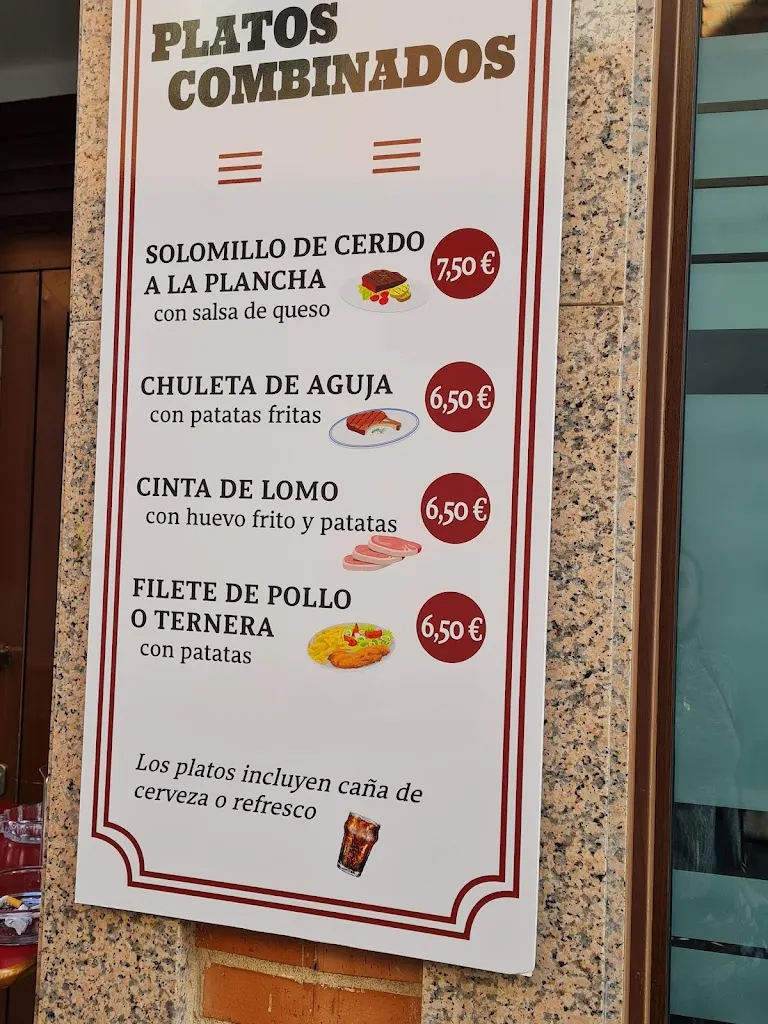 PLATOS
COMBINADOS
SOLOMILLO DE CERDO
A LA PLANCHA
con salsa de queso
7,50 €
CHULETA DE AGUJA
con patatas fritas
6,50 €
CINTA DE LOMO
con huevo frito y patatas
6,50 €
FILETE DE POLLO
O TERNERA
con patatas
6,50 €
Los platos incluyen caña de
cerveza o refresco